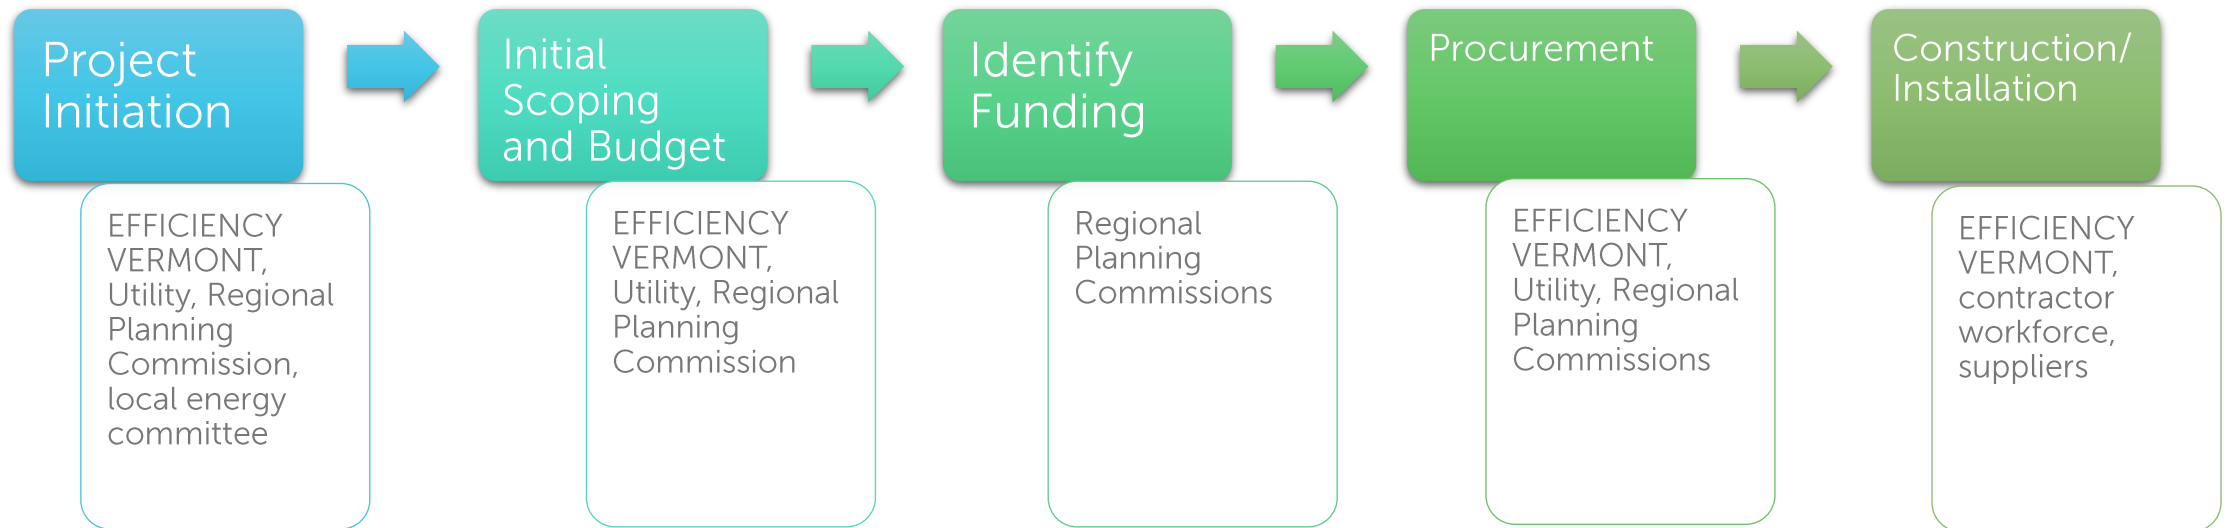 Project
Initiation
EFFICIENCY
VERMONT,
Utility, Regional
Planning
Commission,
local energy
committee
Initial
Scoping
and Budget
EFFICIENCY
VERMONT,
Utility, Regional
Planning
Commission
Identify
Funding
Regional
Planning
Commissions
Procurement
EFFICIENCY
VERMONT,
Utility, Regional
Planning
Commissions
Construction/
Installation
EFFICIENCY
VERMONT,
contractor
workforce,
suppliers